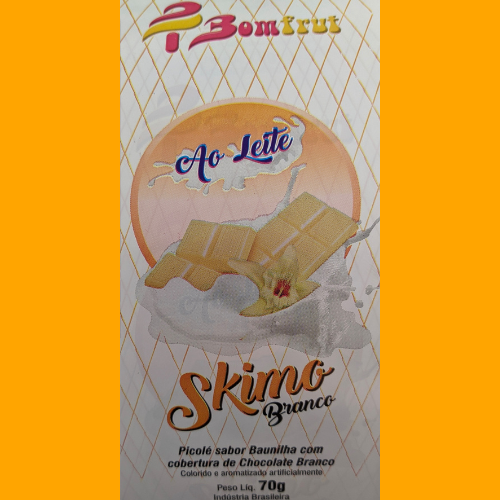 Bomfrut
Ao Leite
Skimo
Branco
Picolé sabor Baunilha com
cobertura de Chocolate Branco
Colorido e aromatizado artificialmente
Peso Liq. 70g
Indústria Brasileira